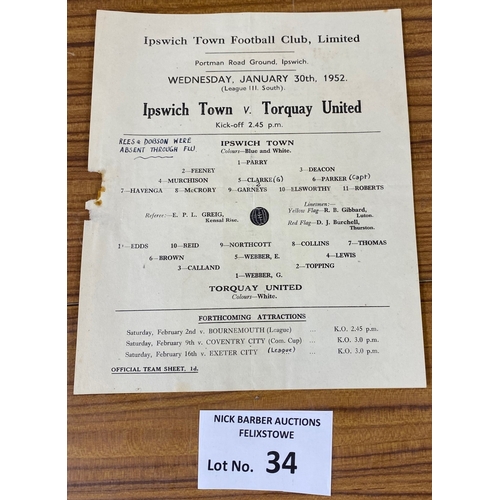 Ipswich Town Football Club, Limited
Portman Road Ground, Ipswich.
WEDNESDAY, JANUARY 30th, 1952.
(League III. South).
Ipswich Town v. Torquay United
Kick-off 2.45 p.m.
REES & DOBSON WERE
ABSENT THROUGH FLU.
IPSWICH TOWN
Colours—Blue and White.
1—PARRY
2—FEENEY 3—DEACON
4—MURCHISON 5—CLARKE (G) 6—PARKER (Capt)
7—HAVENGA 8—McCRORY 9—GARNEYS 10—ELSWORTHY 11—ROBERTS
2
Referee: E. P. L. GREIG,
Kensal Rise.
Linesmen:—
Yellow Flag—R. B. Gibbard,
Luton.
Red Flag—D. J. Burchell,
Thurston.
EDDS 10—REID 9—NORTHCOTT 8—COLLINS 7—THOMAS
6—BROWN 5—WEBBER, E. 4—LEWIS
3—CALLAND 2—TOPPING
1—WEBBER, G.
TORQUAY UNITED
Colours—White.
FORTHCOMING ATTRACTIONS
Saturday, February 2nd v. BOURNEMOUTH (League) ... K.O. 2.45 p.m.
Saturday, February 9th v. COVENTRY CITY (Com. Cup) ... K.O. 3.0 p.m.
Saturday, February 16th v. EXETER CITY (League) ... K.O. 3.0 p.m.
OFFICIAL TEAM SHEET, 1d.
NICK BARBER AUCTIONS
FELIXSTOWE
Lot No. 34